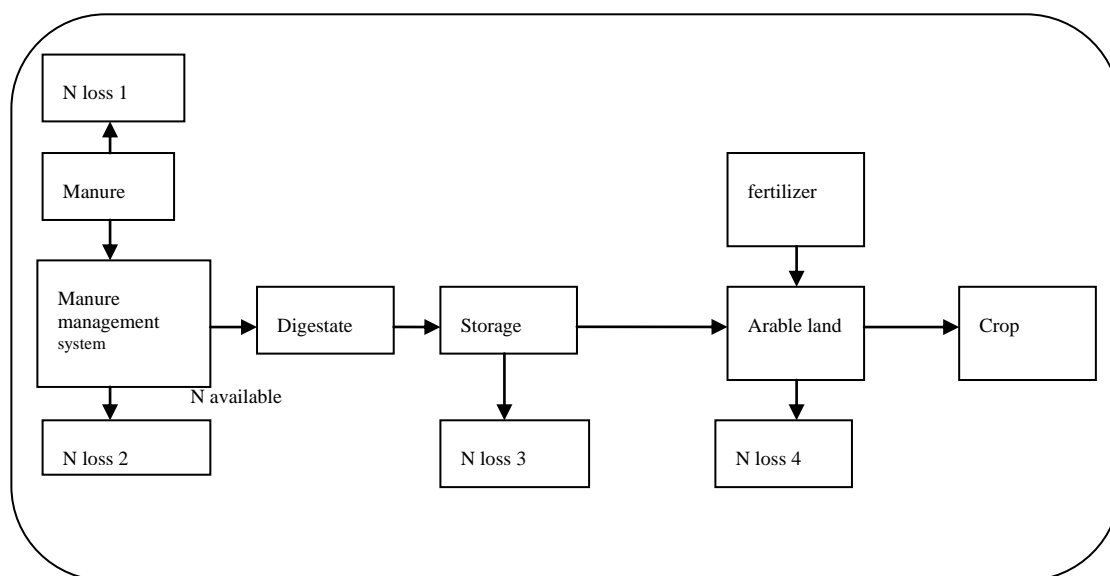 N loss 1
Manure
fertilizer
Manure
management
system
Digestate
Storage
Arable land
Crop
N available
N loss 2
N loss 3
N loss 4